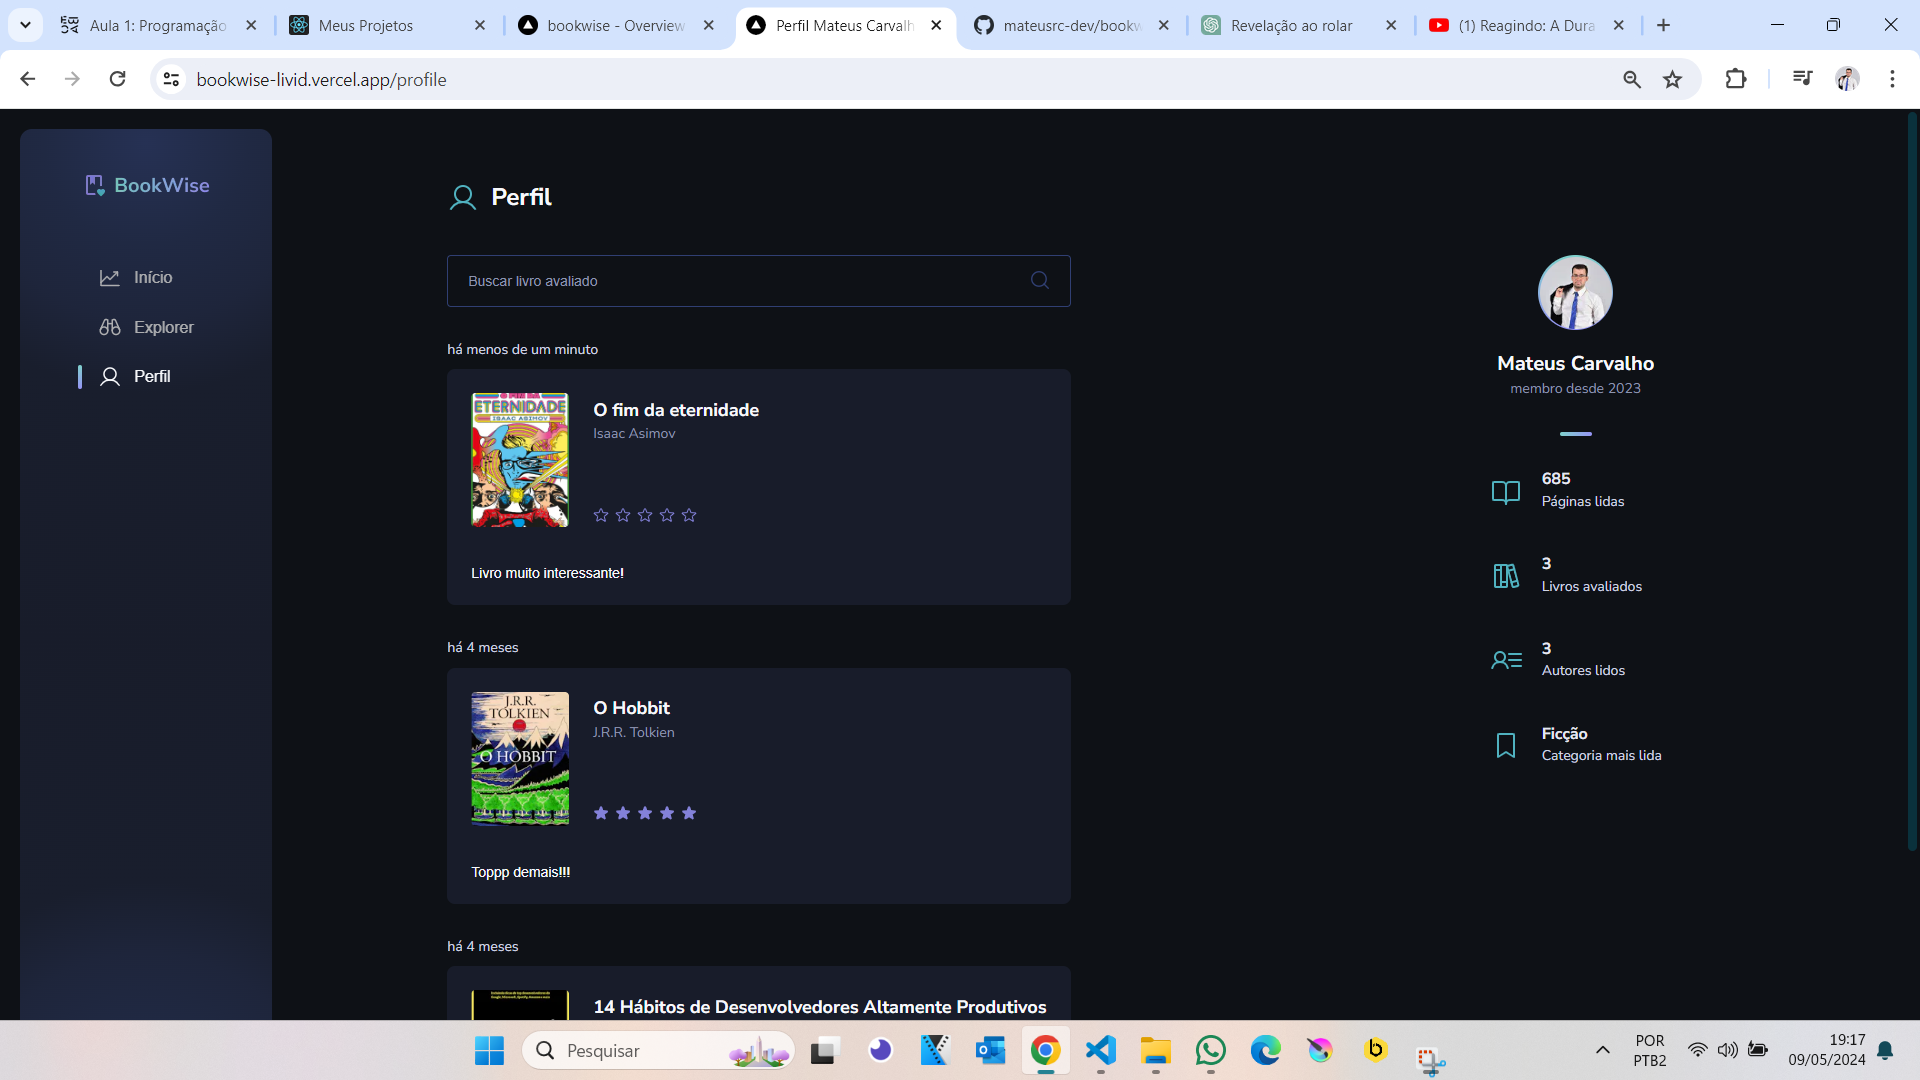 Aula 1: Programação
Meus Projetos
bookwise - Overview
Perfil Mateus Carvalh
mateusrc-dev/bookw
Revelação ao rolar
(1) Reagindo: A Dura
bookwise-livid.vercel.app/profile
BookWise
Início
Explorer
Perfil
Perfil
Buscar livro avaliado
há menos de um minuto
ETERNIDADE
ISAAC ASIMOV
O fim da eternidade
Isaac Asimov
Livro muito interessante!
há 4 meses
J.R.R.
TOLKIEN
O HOBBIT
O Hobbit
J.R.R. Tolkien
Toppp demais!!!
há 4 meses
14 Hábitos de Desenvolvedores Altamente Produtivos
Mateus Carvalho
membro desde 2023
685
Páginas lidas
3
Livros avaliados
3
Autores lidos
Ficção
Categoria mais lida
Pesquisar
POR
PTB2
19:17
09/05/2024